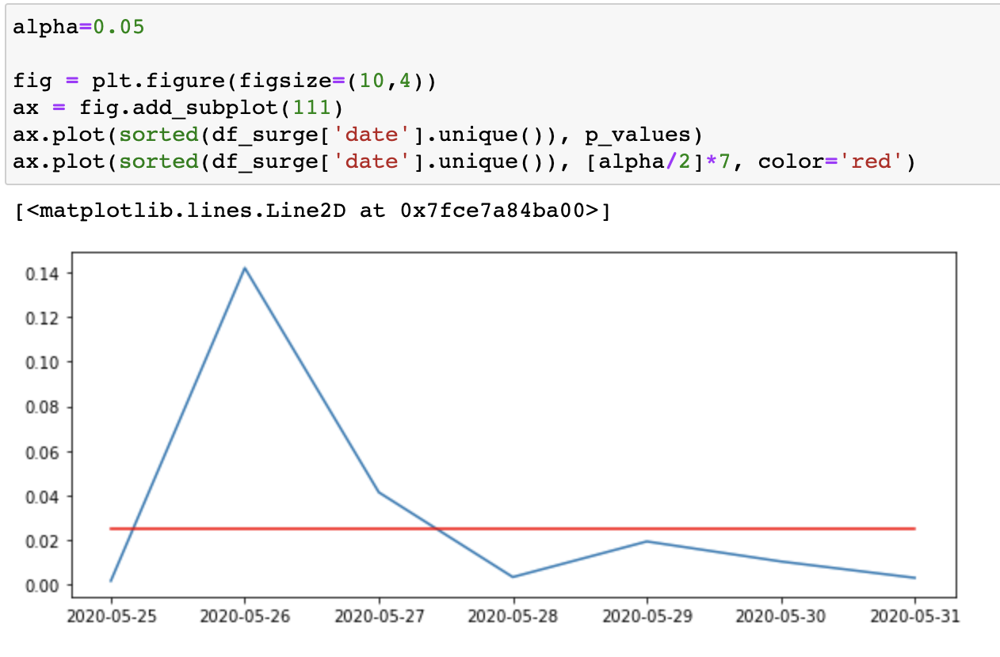 alpha=0.05
fig = plt.figure(figsize=(10,4))
ax = fig.add_subplot(111)
ax.plot(sorted(df_surge['date'].unique()), p_values)
ax.plot(sorted(df_surge['date'].unique()), [alpha/2]*7, color='red')
[<matplotlib.lines.Line2D at 0x7fce7a84ba00>]
0.14
0.12
0.10
0.08
0.06
0.04
0.02
0.00
2020-05-25 2020-05-26 2020-05-27 2020-05-28 2020-05-29 2020-05-30 2020-05-31